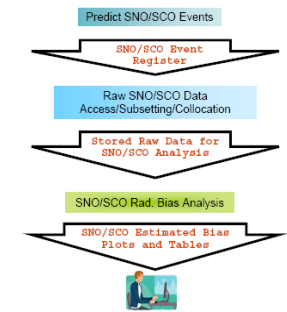 Predict SNO/SCO Events
SNO/SCO Event
Register
Raw SNO/SCO Data
Access/Subsetting/Collocation
Stored Raw Data for
SNO/SCO Analysis
SNO/SCO Rad. Bias Analysis
SNO/SCO Estimated Bias
Plots and Tables